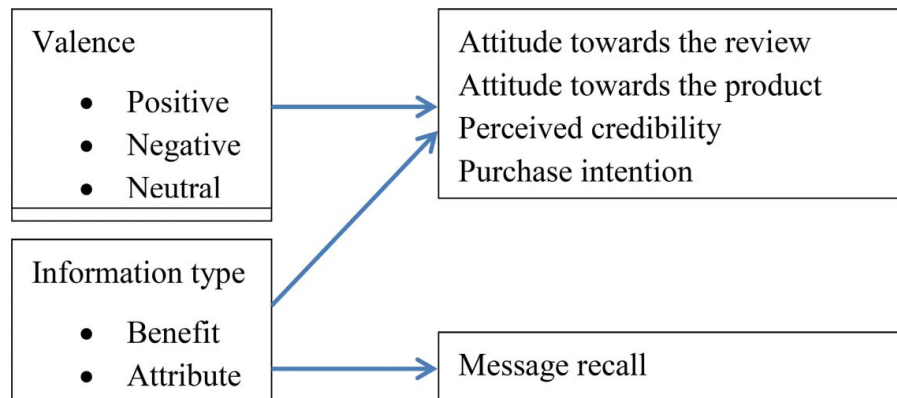 Valence
• Positive
• Negative
• Neutral
Information type
• Benefit
• Attribute
Attitude towards the review
Attitude towards the product
Perceived credibility
Purchase intention
Message recall